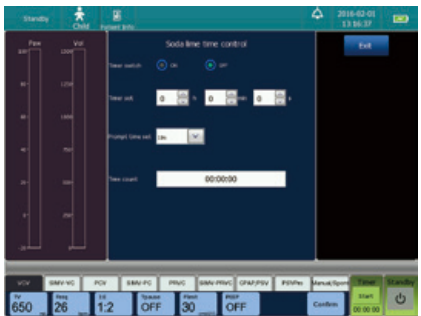 Standby
Child
Patient Info
2016-02-01
13:16:37
Paw
Vol
Soda lime time control
Exit
Timer switch ON OFF
Timer set 0 h 0 min 0 s
Prompt time set
Time count 00:00:00
VCV SIMV-VC PCV SIMV-PC PRVC SIMV-PRVC CPAP/PSV Manual/Spont Timer Standby
TV Freq I:E PEEP
650 26 1:2 OFF 30 OFF Confirm
Start
00:00:00